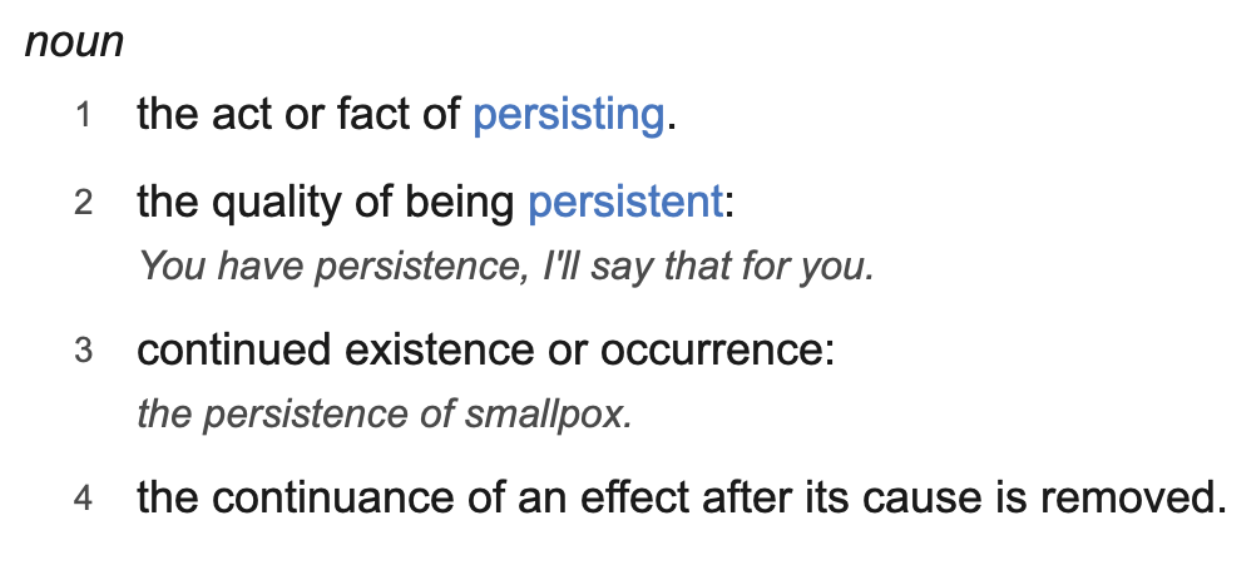 noun
1 the act or fact of persisting.
2 the quality of being persistent:
You have persistence, I'll say that for you.
3 continued existence or occurrence:
the persistence of smallpox.
4 the continuance of an effect after its cause is removed.